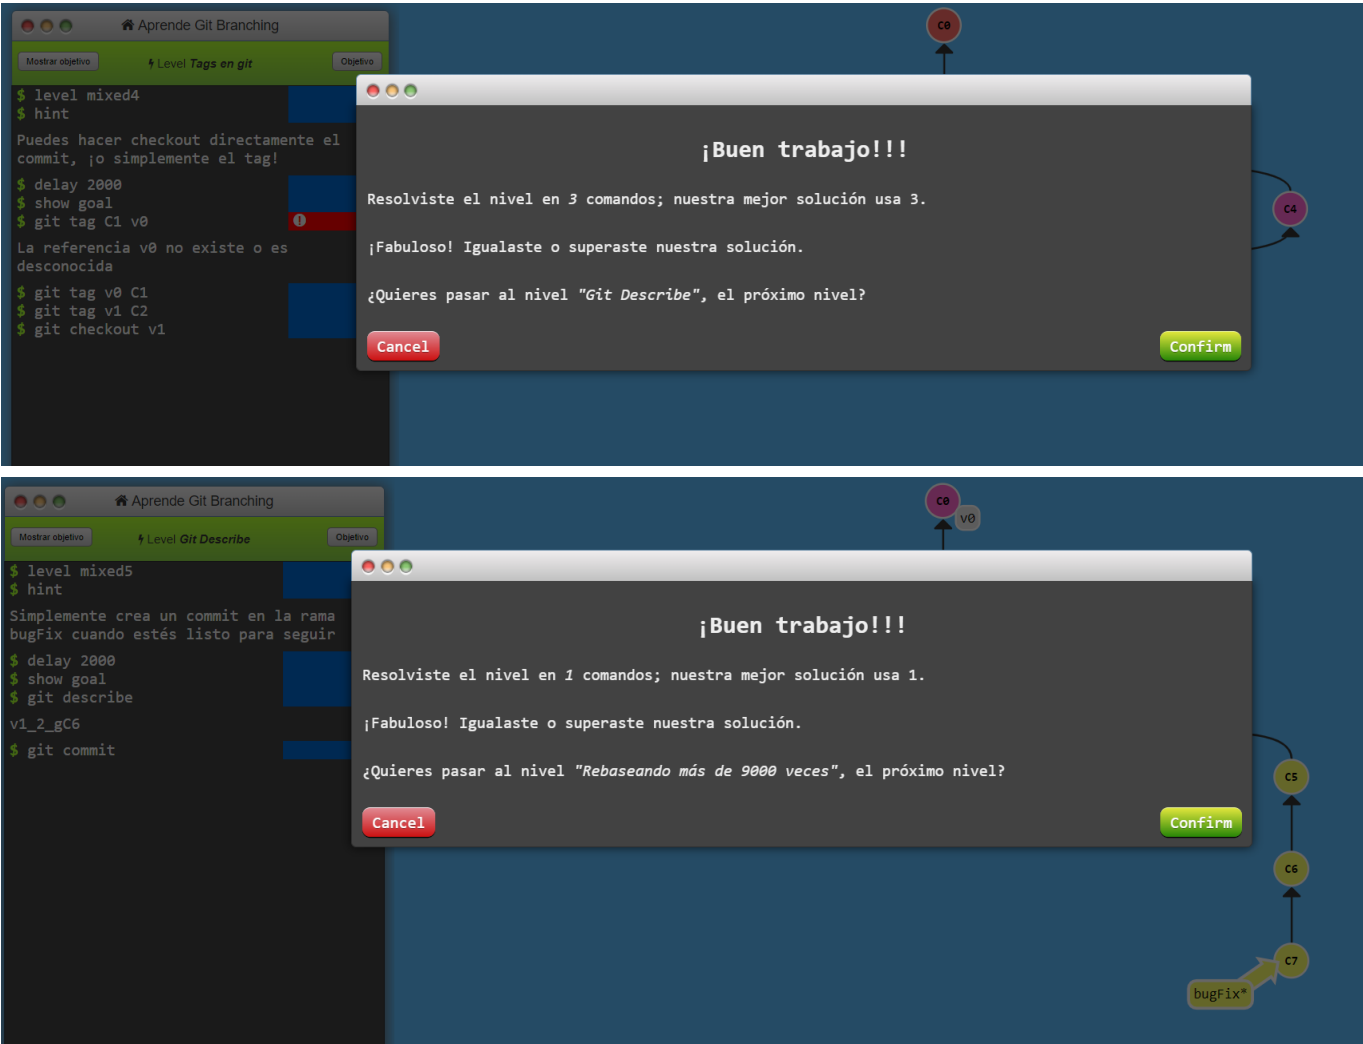 Aprende Git Branching
C0
Mostrar objetivo
Level Tags en git
Objetivo
$ level mixed4
$ hint
Puedes hacer checkout directamente el
commit, ¡o simplemente el tag!
$ delay 2000
$ show goal
$ git tag C1 v0
La referencia v0 no existe o es
desconocida
$ git tag v0 C1
$ git tag v1 C2
$ git checkout v1
¡Buen trabajo!!!
Resolviste el nivel en 3 comandos; nuestra mejor solución usa 3.
¡Fabuloso! Igualaste o superaste nuestra solución.
¿Quieres pasar al nivel "Git Describe", el próximo nivel?
Cancel
Confirm
C4
Aprende Git Branching
C0
v0
Mostrar objetivo
Level Git Describe
Objetivo
$ level mixed5
$ hint
Simplemente crea un commit en la rama
bugFix cuando estés listo para seguir
$ delay 2000
$ show goal
$ git describe
v1_2_gC6
$ git commit
¡Buen trabajo!!!
Resolviste el nivel en 1 comandos; nuestra mejor solución usa 1.
¡Fabuloso! Igualaste o superaste nuestra solución.
¿Quieres pasar al nivel "Rebaseando más de 9000 veces", el próximo nivel?
Cancel
Confirm
C5
C6
C7
bugFix*